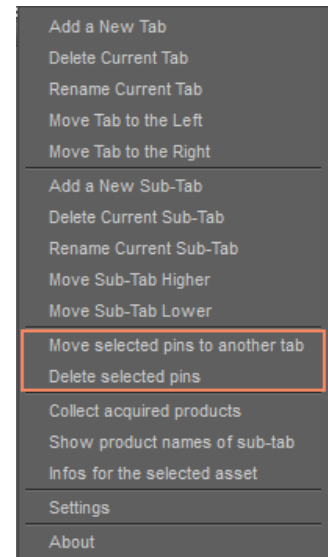 Add a New Tab
Delete Current Tab
Rename Current Tab
Move Tab to the Left
Move Tab to the Right
Add a New Sub-Tab
Delete Current Sub-Tab
Rename Current Sub-Tab
Move Sub-Tab Higher
Move Sub-Tab Lower
Move selected pins to another tab
Delete selected pins
Collect acquired products
Show product names of sub-tab
Infos for the selected asset
Settings
About